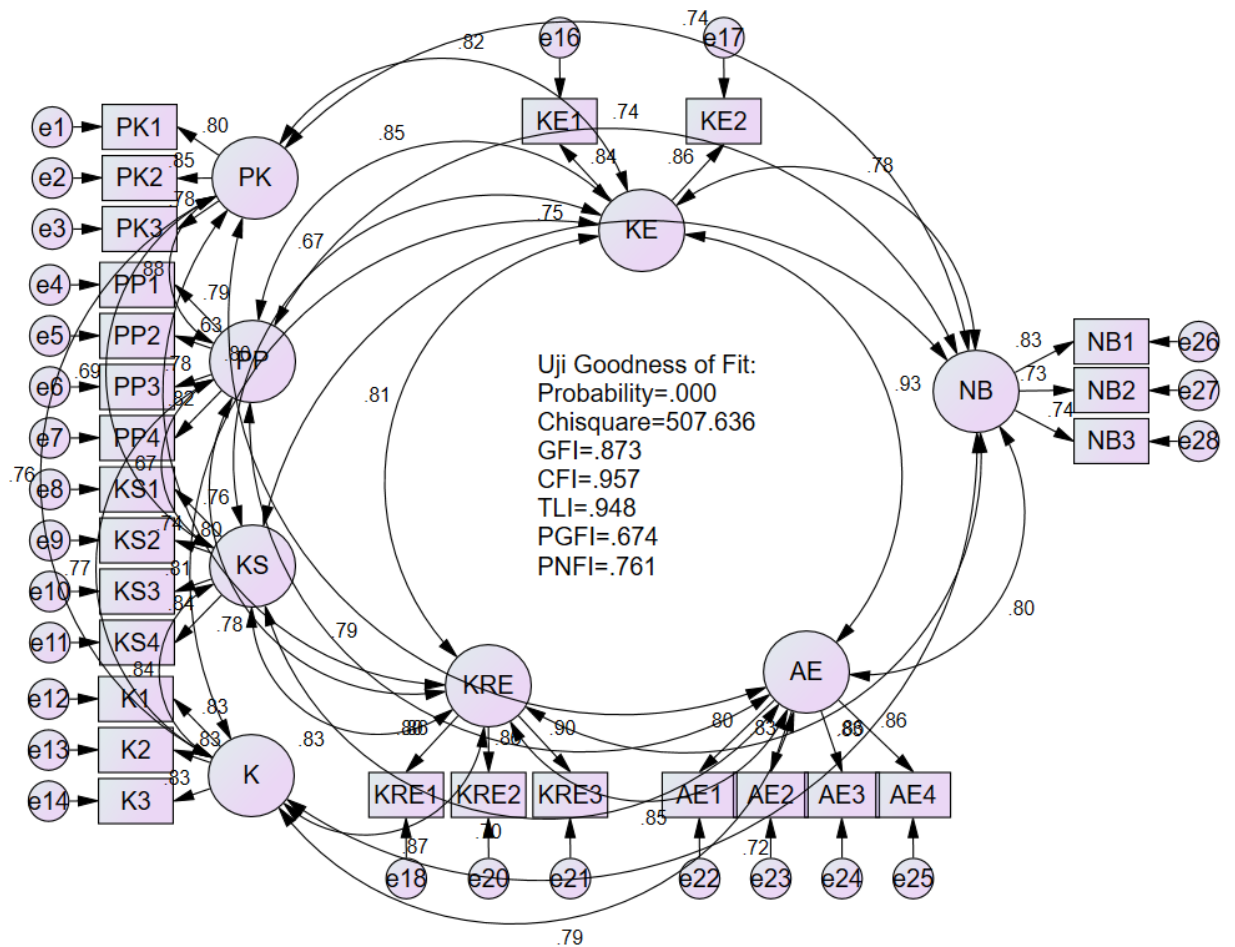 .74
e16
e17
.82
KE1
KE2
.74
e1
PK1
.80
.85
.84
.86
.78
e2
PK2
.85
PK
e3
PK3
.78
.75
KE
.67
e4
PP1
.88
.79
e5
PP2
.63
PP
.80
e6
PP3
.78
.69
.82
e7
PP4
.81
.93
Uji Goodness of Fit:
Probability=.000
Chisquare=507.636
GFI=.873
CFI=.957
TLI=.948
PGFI=.674
PNFI=.761
NB
.83
NB1
e26
.73
NB2
e27
.74
NB3
e28
.76
.67
e8
KS1
.76
e9
KS2
.74
.80
KS
.77
e10
KS3
.81
e11
KS4
.84
.78
.79
.80
.84
e12
K1
.83
e13
K2
.83
K
e14
K3
.83
.83
KRE
AE
.86
.90
.80
.83
.86
KRE1
KRE2
KRE3
AE1
AE2
AE3
AE4
.85
.70
.87
.72
e18
e20
e21
e22
e23
e24
e25
.79